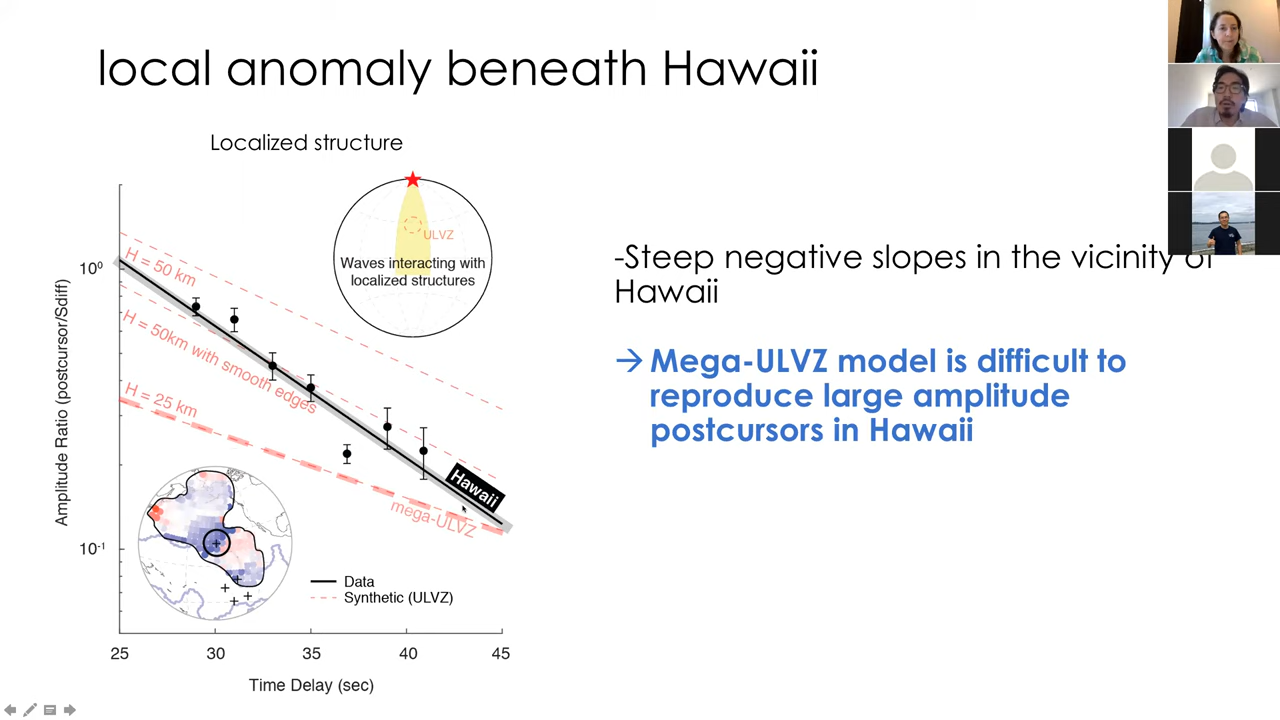 local anomaly beneath Hawaii
Localized structure
ULVZ
Waves interacting with
localized structures
H = 50 km
H = 50km with smooth edges
H = 25 km
mega-ULVZ
Hawaii
Data
Synthetic (ULVZ)
10⁰
10⁻¹
Amplitude Ratio (postcursor/Sdiff)
25 30 35 40 45
Time Delay (sec)
-Steep negative slopes in the vicinity of
Hawaii
→ Mega-ULVZ model is difficult to
reproduce large amplitude
postcursors in Hawaii